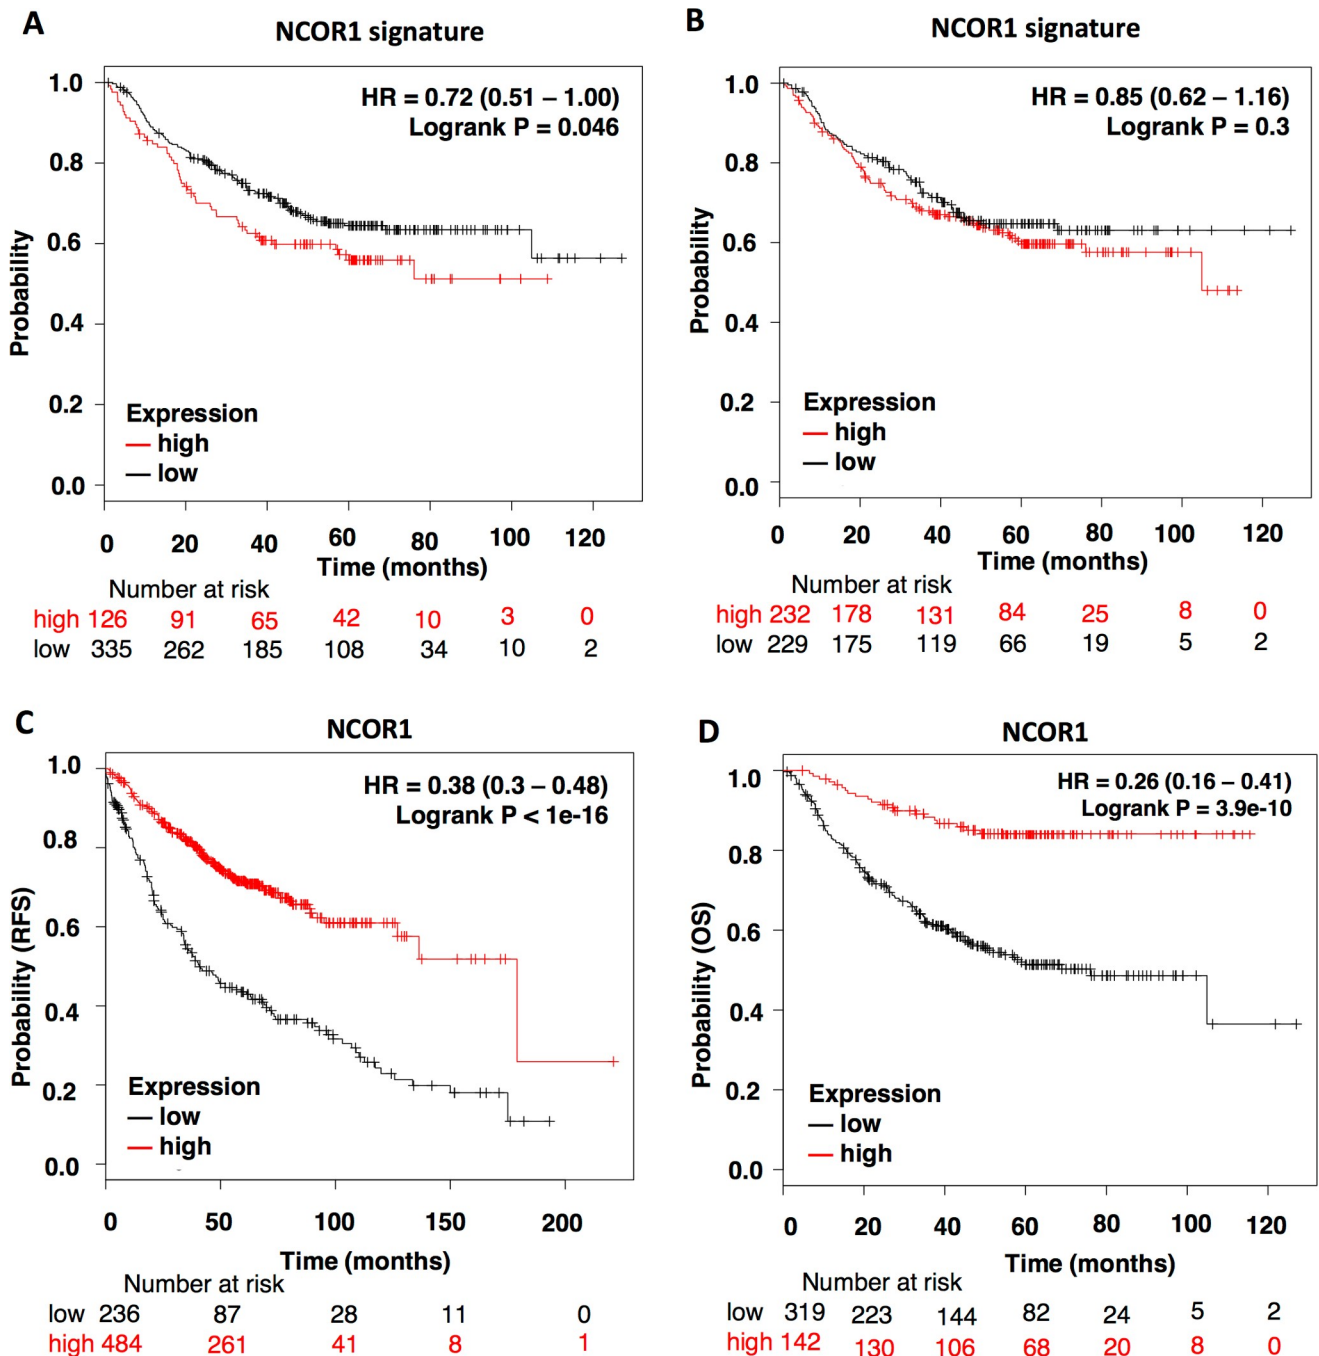 A
NCOR1 signature
HR = 0.72 (0.51 – 1.00)
Logrank P = 0.046
1.0
0.8
0.6
0.4
0.2
0.0
Probability
Expression
high
low
0 20 40 60 80 100 120
Time (months)
Number at risk
high 126 91 65 42 10 3 0
low 335 262 185 108 34 10 2
B
NCOR1 signature
HR = 0.85 (0.62 – 1.16)
Logrank P = 0.3
1.0
0.8
0.6
0.4
0.2
0.0
Probability
Expression
high
low
0 20 40 60 80 100 120
Time (months)
Number at risk
high 232 178 131 84 25 8 0
low 229 175 119 66 19 5 2
C
NCOR1
HR = 0.38 (0.3 – 0.48)
Logrank P < 1e-16
1.0
0.8
0.6
0.4
0.2
0.0
Probability (RFS)
Expression
low
high
0 50 100 150 200
Time (months)
Number at risk
low 236 87 28 11 0
high 484 261 41 8 1
D
NCOR1
HR = 0.26 (0.16 – 0.41)
Logrank P = 3.9e-10
1.0
0.8
0.6
0.4
0.2
0.0
Probability (OS)
Expression
low
high
0 20 40 60 80 100 120
Time (months)
Number at risk
low 319 223 144 82 24 5 2
high 142 130 106 68 20 8 0